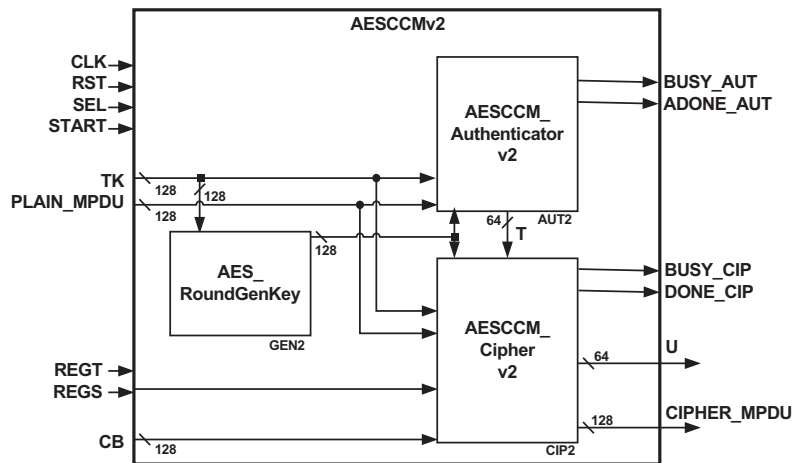 AESCCMv2
CLK
RST
SEL
START
TK
128
128
PLAIN_MPDU
128
AES_
RoundGenKey
GEN2
128
AESCCM_
Authenticator
v2
AUT2
BUSY_AUT
ADONE_AUT
64
T
AESCCM_
Cipher
v2
CIP2
BUSY_CIP
DONE_CIP
U
64
CIPHER_MPDU
128
REGT
REGS
CB
128